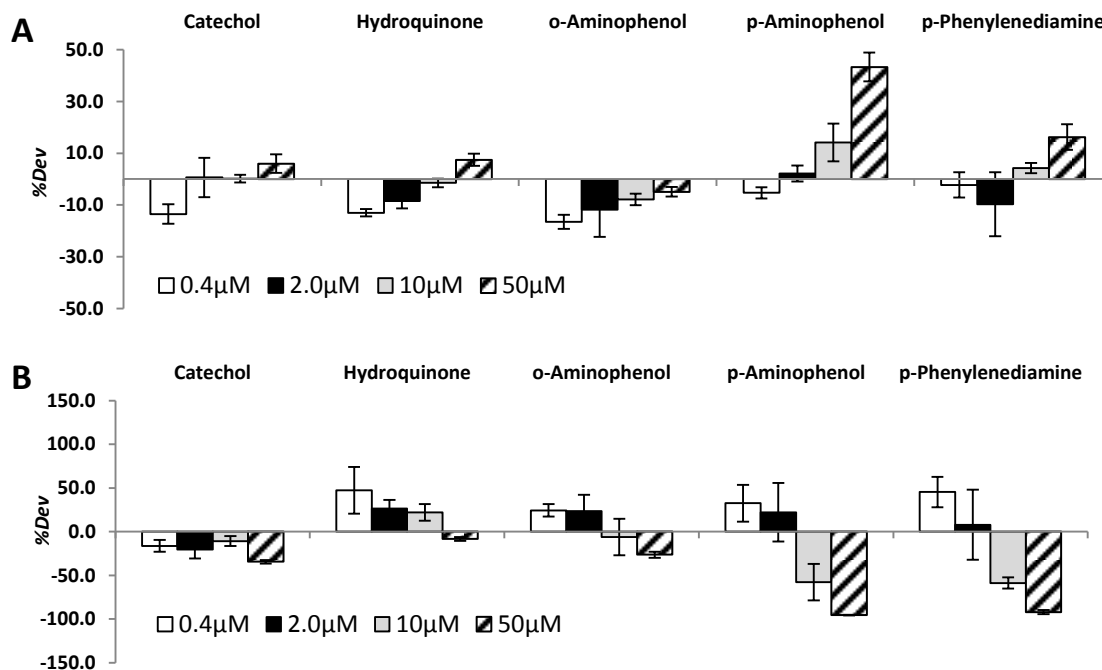 A
Catechol Hydroquinone o-Aminophenol p-Aminophenol p-Phenylenediamine
50.0
30.0
10.0
-10.0
-30.0
-50.0
%Dev
0.4µM 2.0µM 10µM 50µM
B
Catechol Hydroquinone o-Aminophenol p-Aminophenol p-Phenylenediamine
150.0
100.0
50.0
0.0
-50.0
-100.0
-150.0
%Dev
0.4µM 2.0µM 10µM 50µM